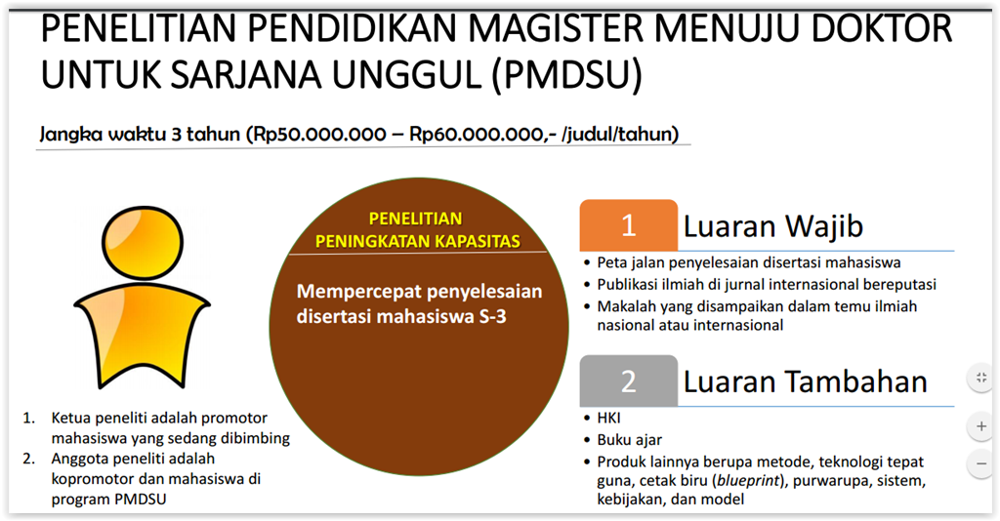 PENELITIAN PENDIDIKAN MAGISTER MENUJU DOKTOR
UNTUK SARJANA UNGGUL (PMDSU)
Jangka waktu 3 tahun (Rp50.000.000 – Rp60.000.000,- /judul/tahun)
1. Ketua peneliti adalah promotor
mahasiswa yang sedang dibimbing
2. Anggota peneliti adalah
kopromotor dan mahasiswa di
program PMDSU
PENELITIAN
PENINGKATAN KAPASITAS
Mempercepat penyelesaian
disertasi mahasiswa S-3
1 Luaran Wajib
• Peta jalan penyelesaian disertasi mahasiswa
• Publikasi ilmiah di jurnal internasional bereputasi
• Makalah yang disampaikan dalam temu ilmiah
nasional atau internasional
2 Luaran Tambahan
• HKI
• Buku ajar
• Produk lainnya berupa metode, teknologi tepat
guna, cetak biru (blueprint), purwarupa, sistem,
kebijakan, dan model